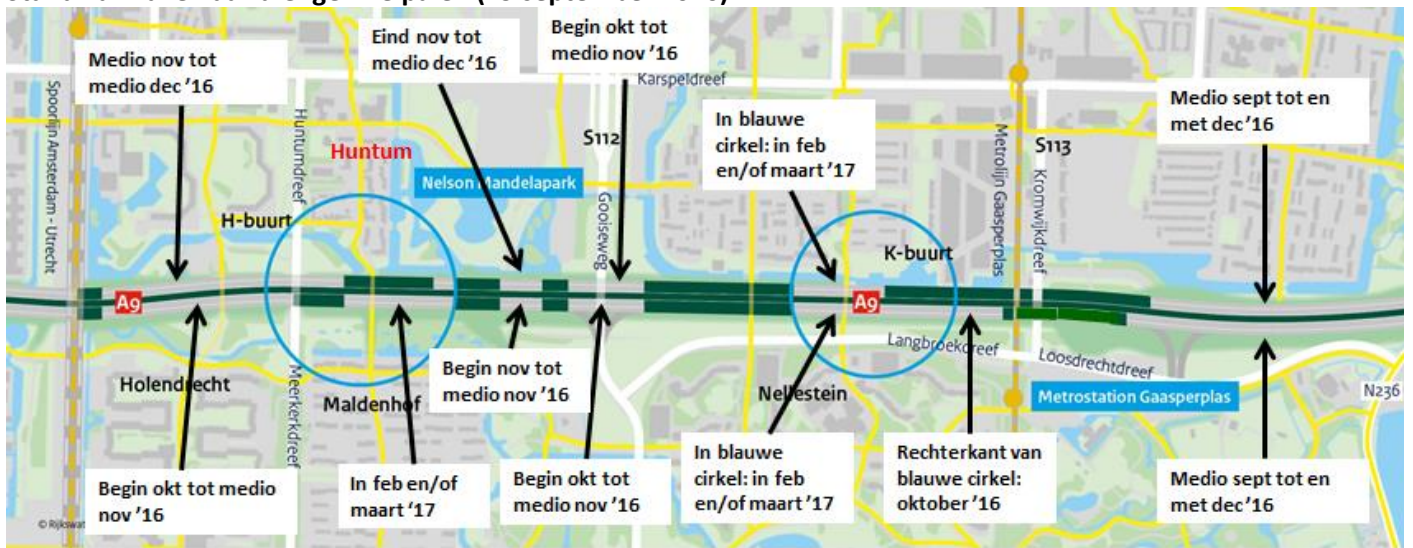 Medio nov tot
medio dec '16
Eind nov tot
medio dec '16
Begin okt tot
medio nov '16
Karspeldreef
In blauwe
cirkel: in feb
en/of maart '17
Medio sept tot en
met dec '16
Spoorlijn Amsterdam - Utrecht
Huntumdreef
Huntum
Nelson Mandelapark
S112
Gooiseweg
Metrolijn Gaasperplas
S113
Kromwijkdreef
H-buurt
K-buurt
A9
A9
Holendrecht
Meerkerkdreef
Maldenhof
Begin nov tot
medio nov '16
Nellestein
Langbroekdreef
Loosdrechtdreef
Metrostation Gaasperplas
N236
Begin okt tot medio
nov '16
In feb en/of
maart '17
Begin okt tot
medio nov '16
In blauwe
cirkel: in feb
en/of maart '17
Rechterkant van
blauwe cirkel:
oktober '16
Medio sept tot en
met dec '16